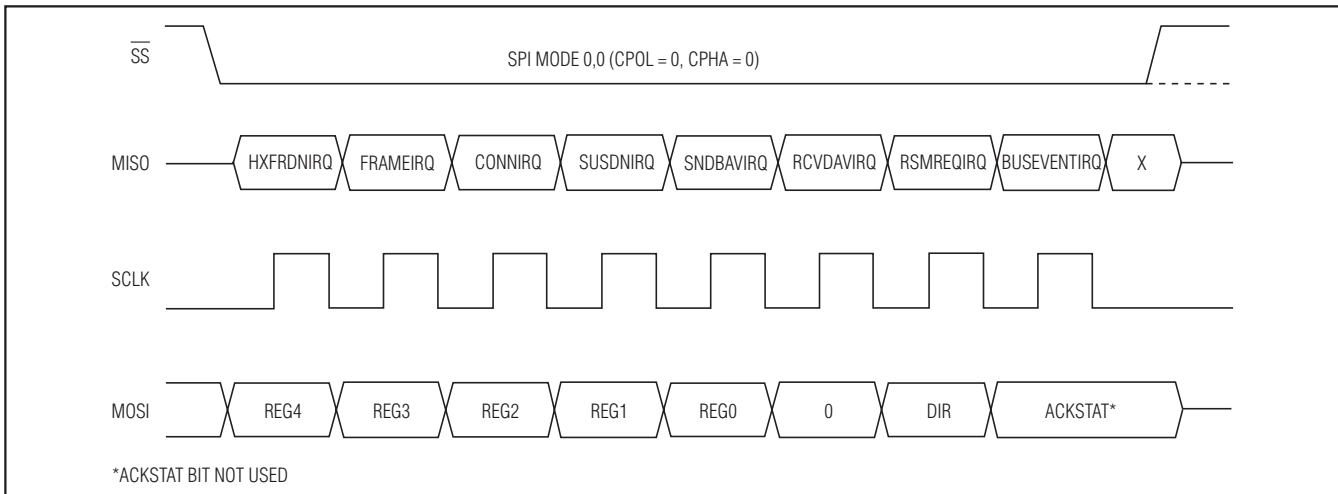 SS
SPI MODE 0,0 (CPOL = 0, CPHA = 0)
MISO HXFRDNIRQ FRAMEIRQ CONNIRQ SUSDNIRQ SNDBAVIRQ RCVDAVIRQ RSMREQIRQ BUSEVENTIRQ X
SCLK
MOSI REG4 REG3 REG2 REG1 REG0 0 DIR ACKSTAT*
*ACKSTAT BIT NOT USED